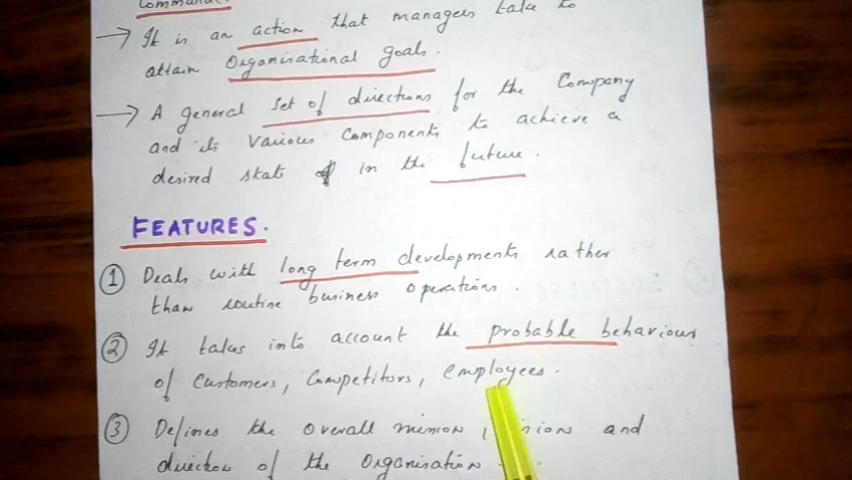 Command.
→ It is an action that managers take to
attain Organisational goals.
→ A general set of directions for the Company
and its various Components to achieve a
desired state in the future.
FEATURES.
① Deals with long term developments rather
than routine business operations.
② It takes into account the probable behaviour
of Customers, Competitors, employees.
③ Defines the overall mission, and
direction of the Organisation